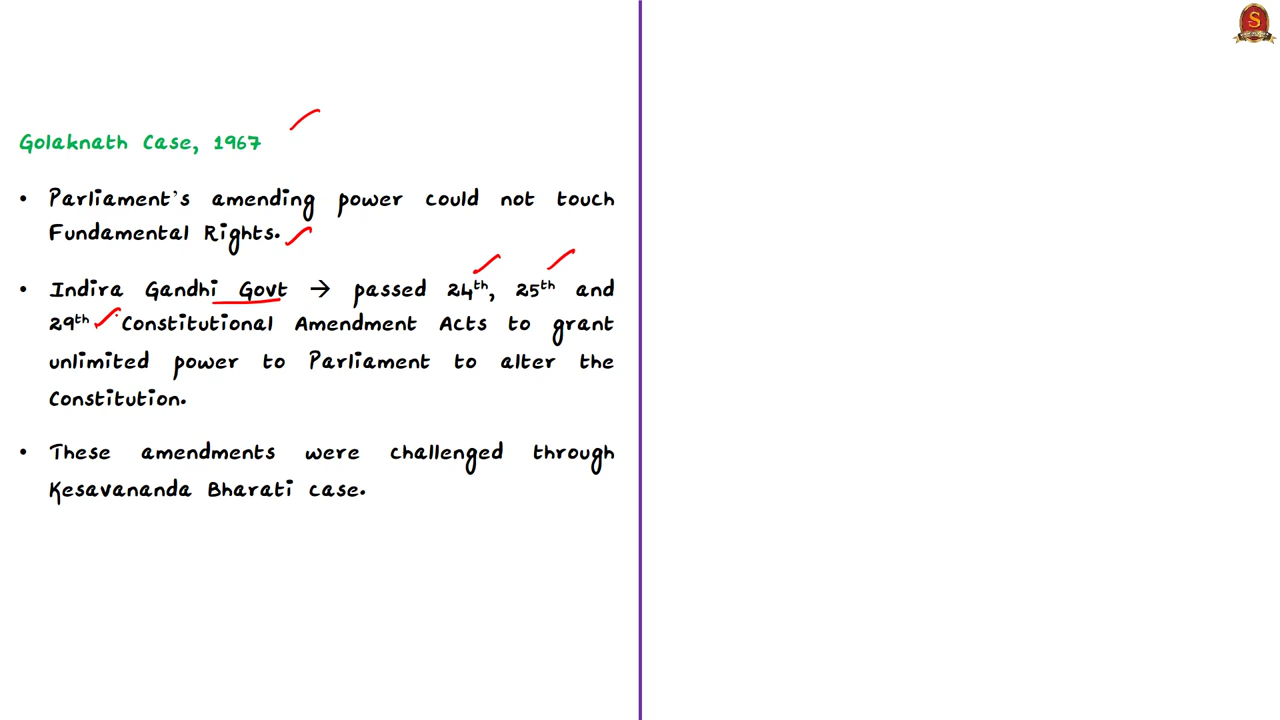 Golaknath Case, 1967
• Parliament's amending power could not touch
Fundamental Rights.
• Indira Gandhi Govt → passed 24th, 25th and
29th Constitutional Amendment Acts to grant
unlimited power to Parliament to alter the
Constitution.
• These amendments were challenged through
Kesavananda Bharati case.
S